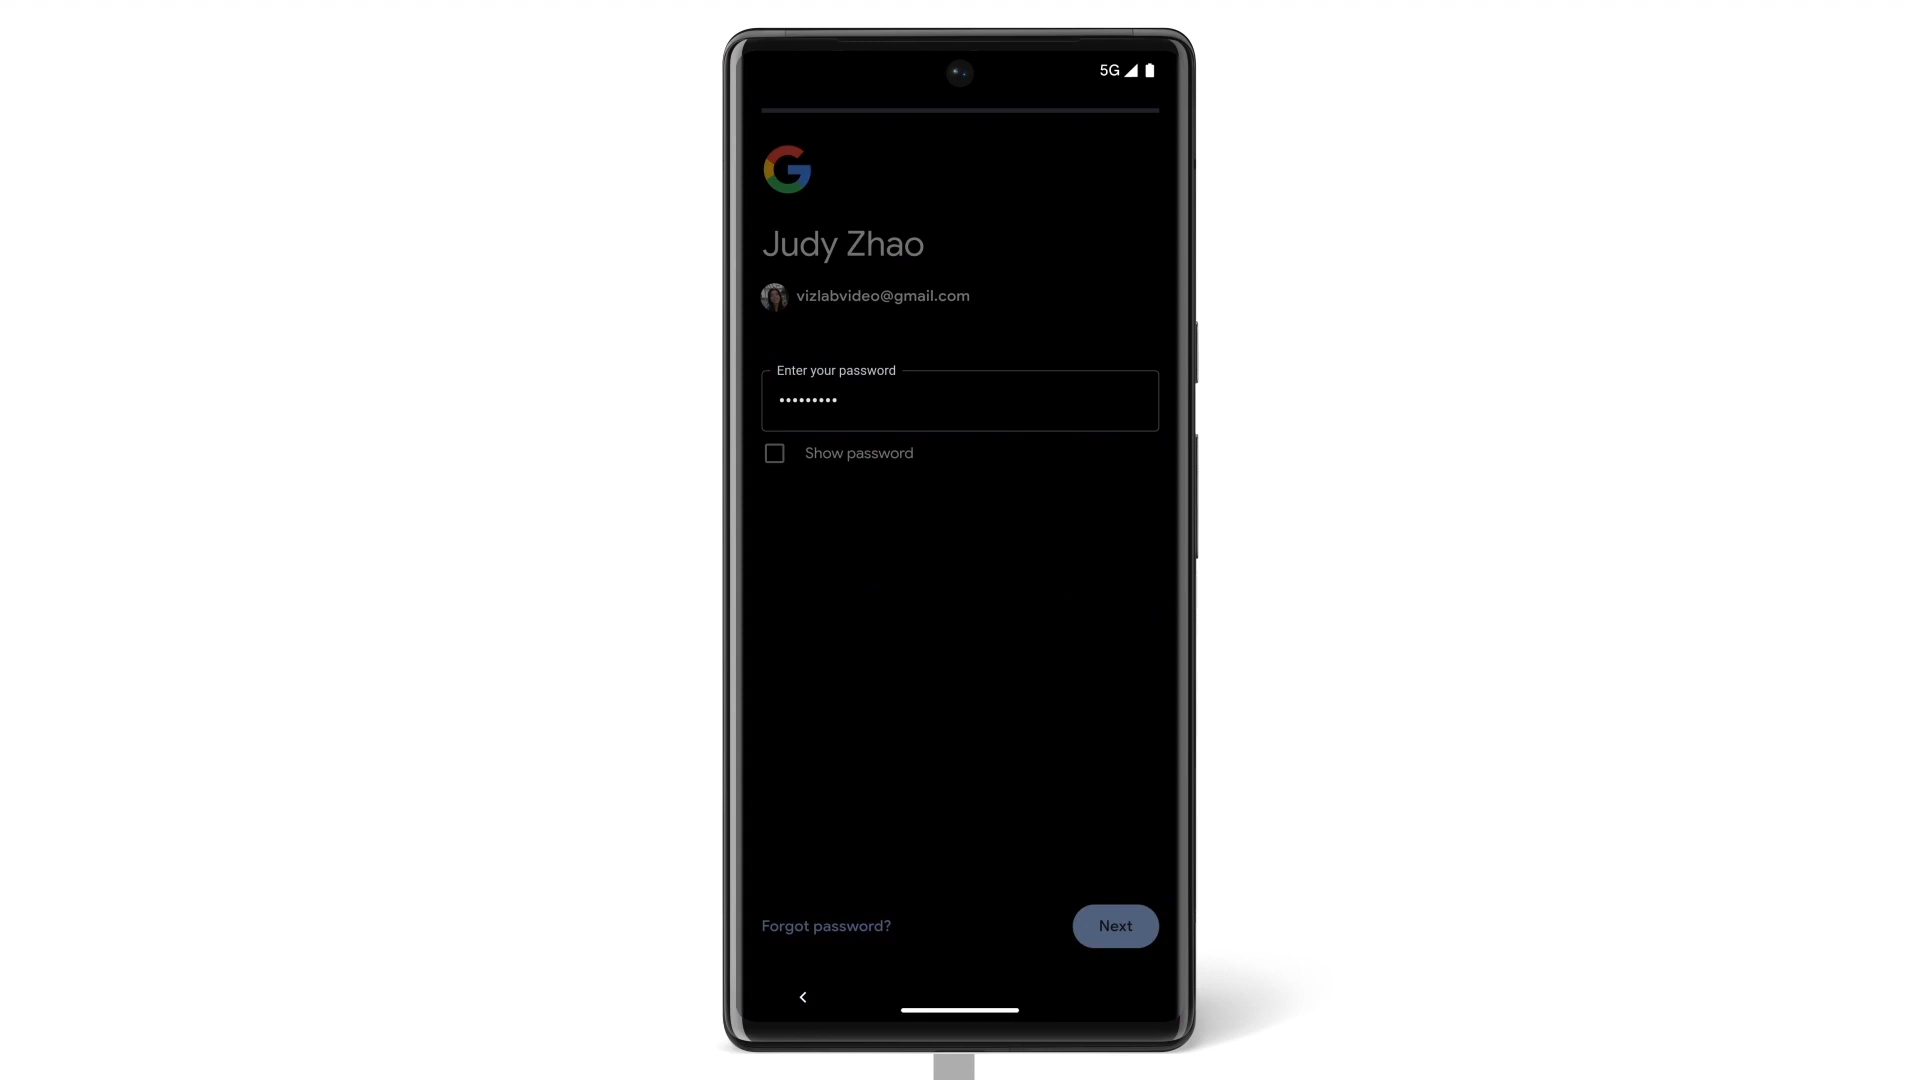 5G
Judy Zhao
vizlabvideo@gmail.com
Enter your password
•••••••••
Show password
Forgot password?
Next